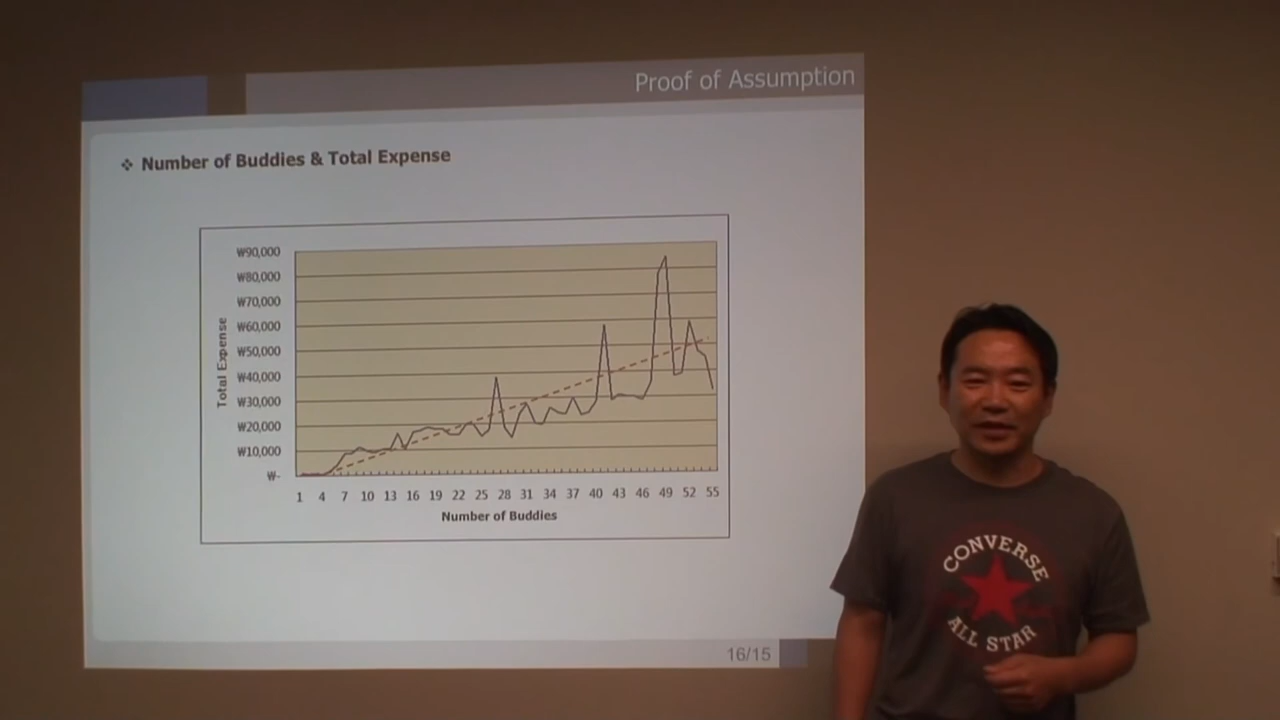 Proof of Assumption
❖ Number of Buddies & Total Expense
₩90,000
₩80,000
₩70,000
₩60,000
₩50,000
₩40,000
₩30,000
₩20,000
₩10,000
₩-
Total Expense
1 4 7 10 13 16 19 22 25 28 31 34 37 40 43 46 49 52 55
Number of Buddies
16/15
CONVERSE
ALL STAR